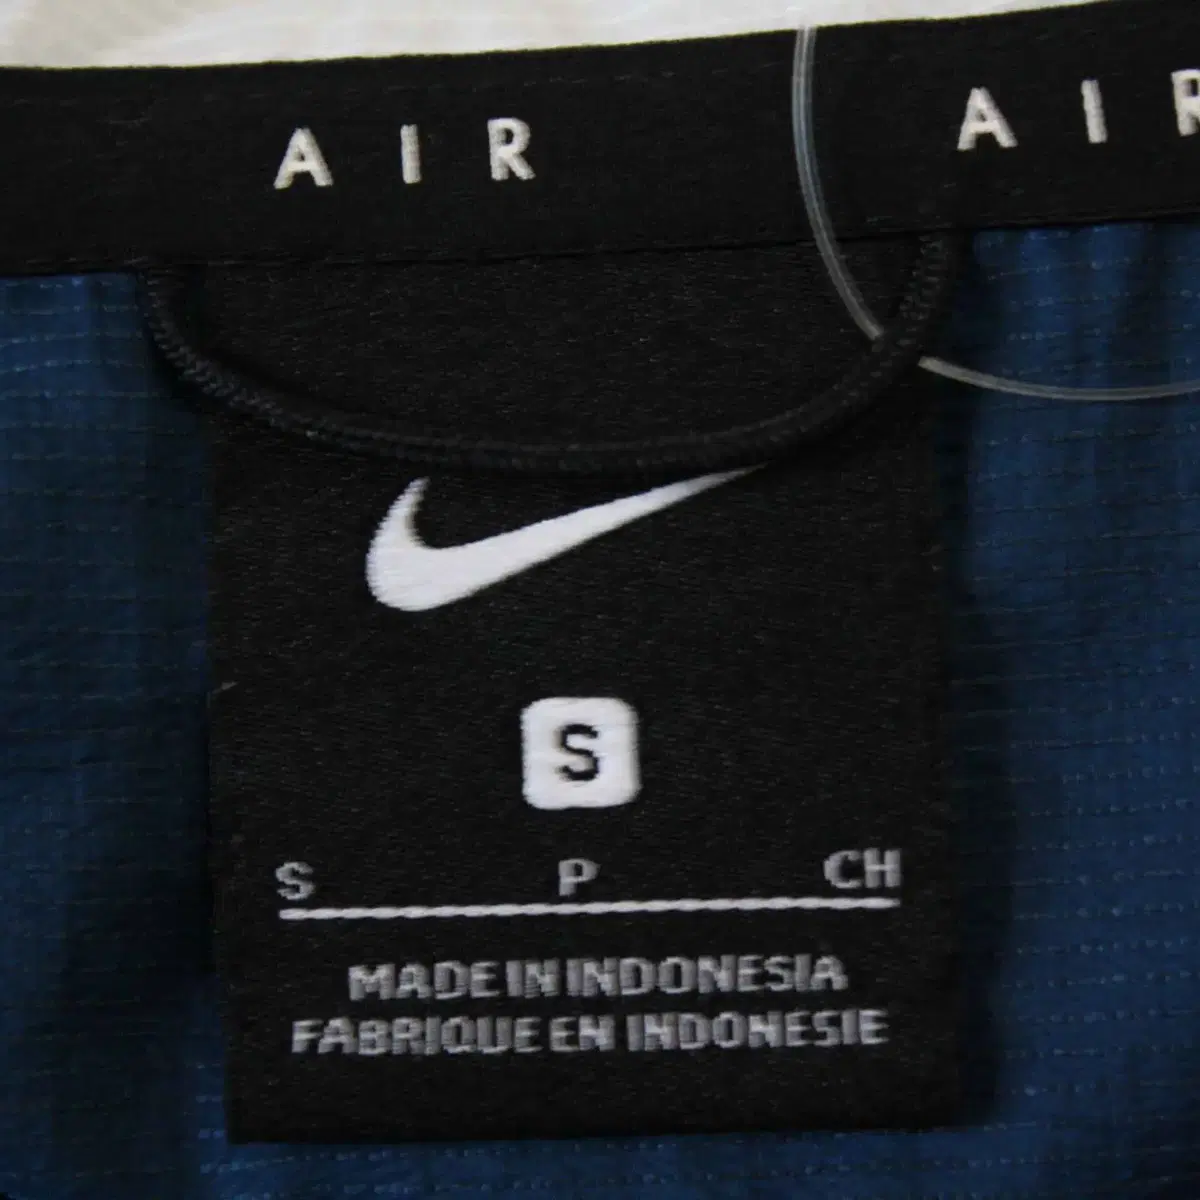 AIR AIR
S
S P CH
MADE IN INDONESIA
FABRIQUE EN INDONESIE